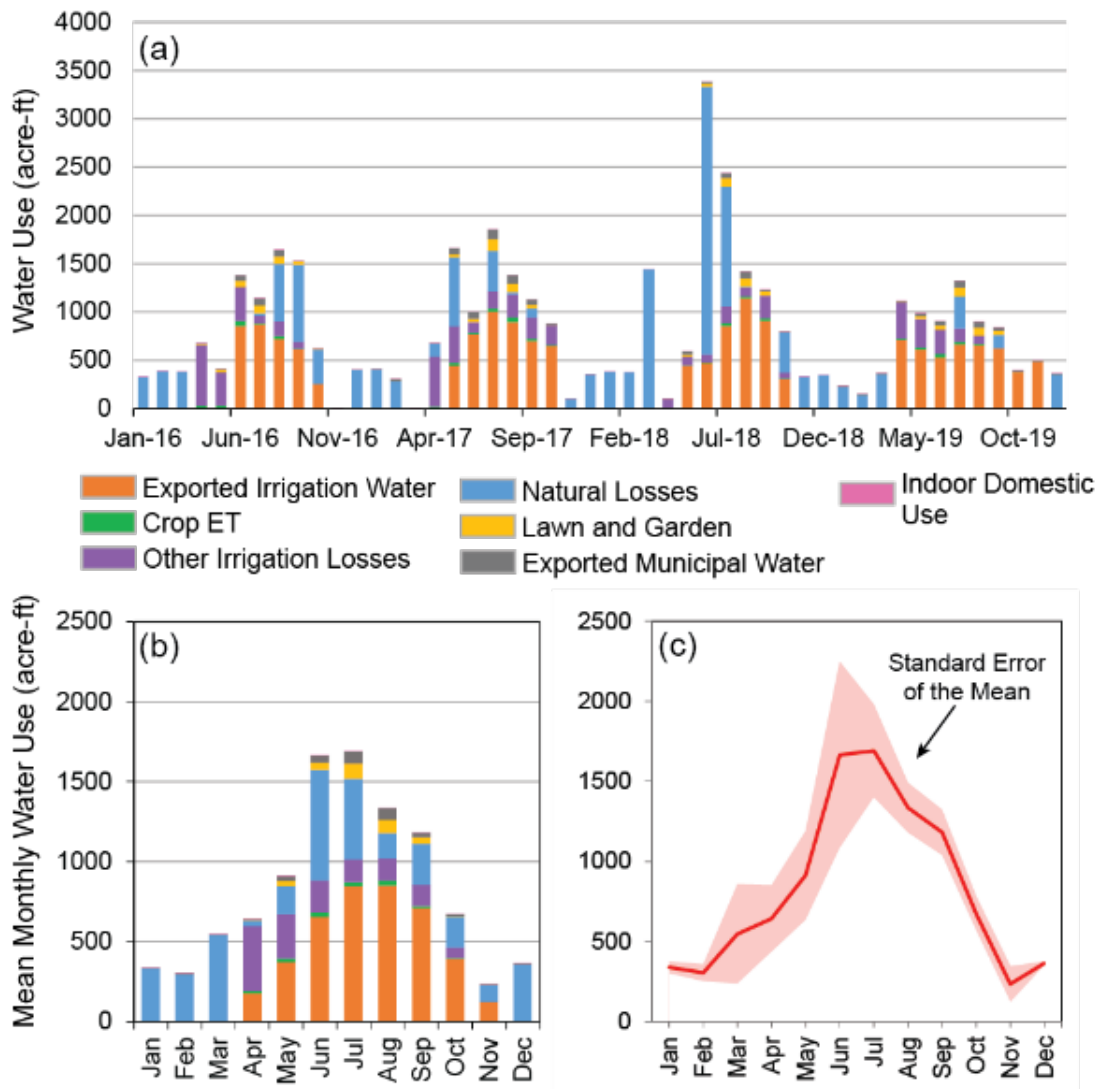 (a)
Water Use (acre-ft)
4000
3500
3000
2500
2000
1500
1000
500
0
Jan-16 Jun-16 Nov-16 Apr-17 Sep-17 Feb-18 Jul-18 Dec-18 May-19 Oct-19
Exported Irrigation Water
Crop ET
Other Irrigation Losses
Natural Losses
Lawn and Garden
Exported Municipal Water
Indoor Domestic
Use
(b)
Mean Monthly Water Use (acre-ft)
2500
2000
1500
1000
500
0
Jan Feb Mar Apr May Jun Jul Aug Sep Oct Nov Dec
(c)
Standard Error
of the Mean
2500
2000
1500
1000
500
0
Jan Feb Mar Apr May Jun Jul Aug Sep Oct Nov Dec